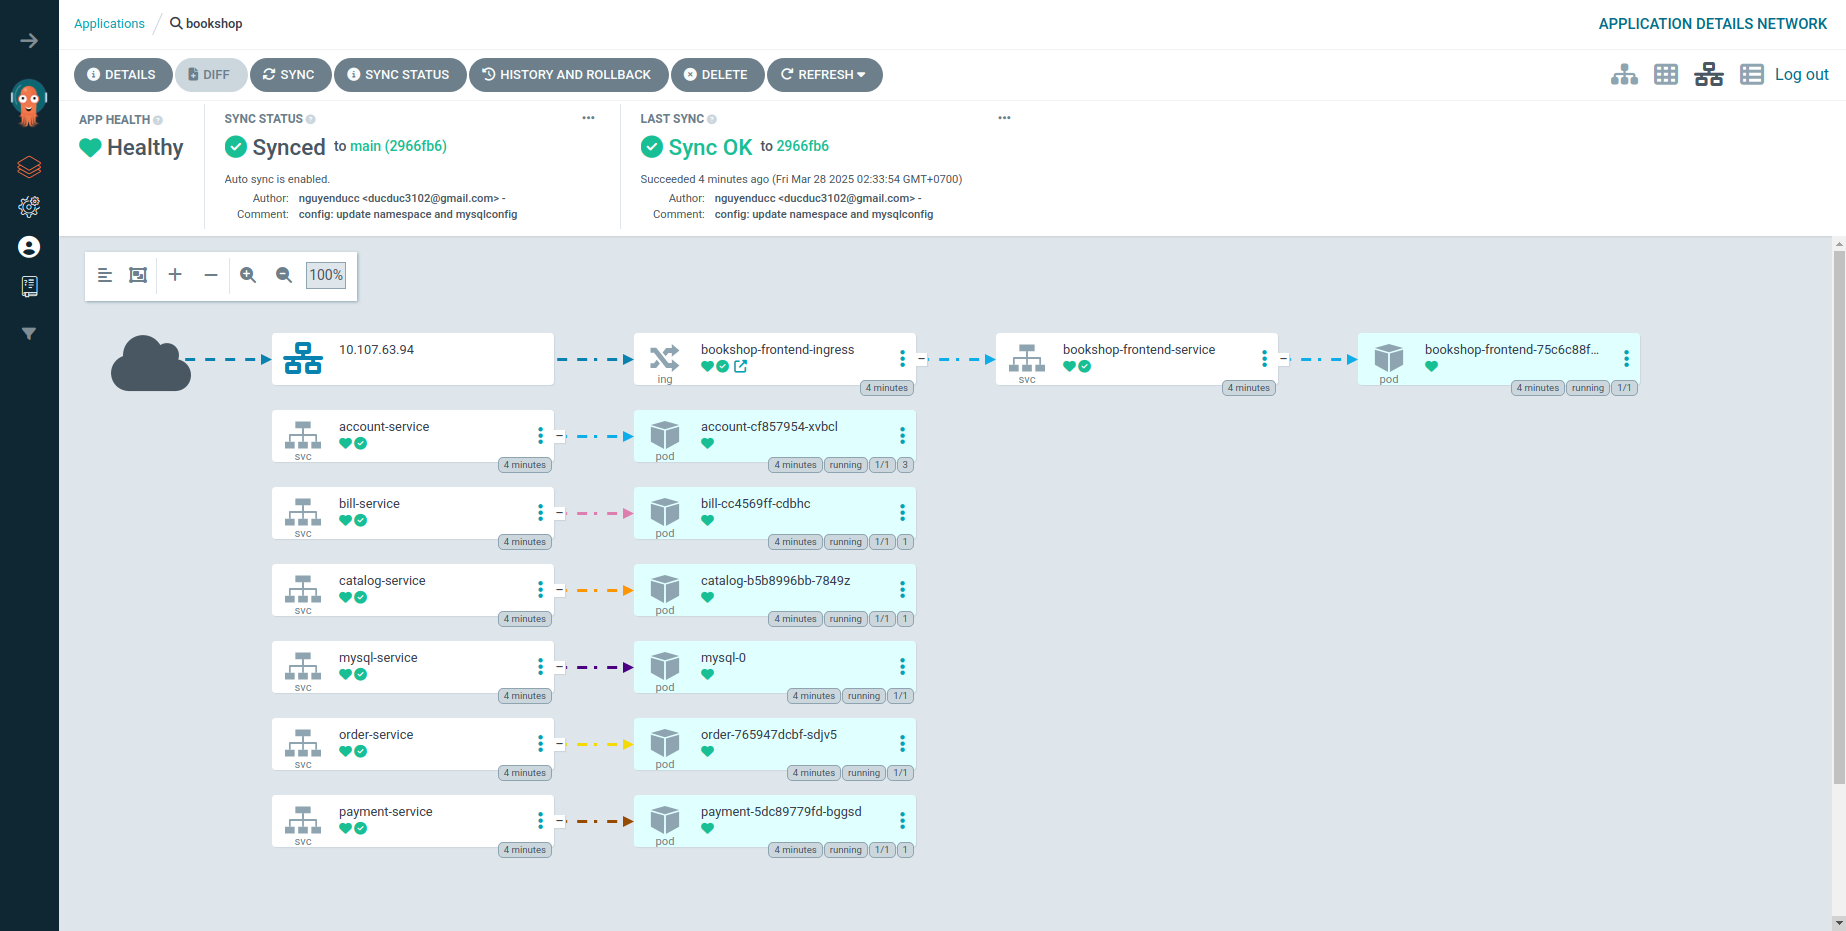 Applications
bookshop
APPLICATION DETAILS NETWORK
DETAILS
DIFF
SYNC
SYNC STATUS
HISTORY AND ROLLBACK
DELETE
REFRESH
Log out
APP HEALTH
Healthy
SYNC STATUS
Synced to main (2966fb6)
Auto sync is enabled.
Author: nguyenducc <ducduc3102@gmail.com> -
Comment: config: update namespace and mysqlconfig
LAST SYNC
Sync OK to 2966fb6
Succeeded 4 minutes ago (Fri Mar 28 2025 02:33:54 GMT+0700)
Author: nguyenducc <ducduc3102@gmail.com> -
Comment: config: update namespace and mysqlconfig
100%
10.107.63.94
bookshop-frontend-ingress
ing
4 minutes
bookshop-frontend-service
svc
4 minutes
bookshop-frontend-75c6c88f...
pod
4 minutes running 1/1
account-service
svc
4 minutes
account-cf857954-xvbcl
pod
4 minutes running 1/1 3
bill-service
svc
4 minutes
bill-cc4569ff-cdbhc
pod
4 minutes running 1/1 1
catalog-service
svc
4 minutes
catalog-b5b8996bb-7849z
pod
4 minutes running 1/1 1
mysql-service
svc
4 minutes
mysql-0
pod
4 minutes running 1/1
order-service
svc
4 minutes
order-765947dcbf-sdjv5
pod
4 minutes running 1/1
payment-service
svc
4 minutes
payment-5dc89779fd-bggsd
pod
4 minutes running 1/1 1